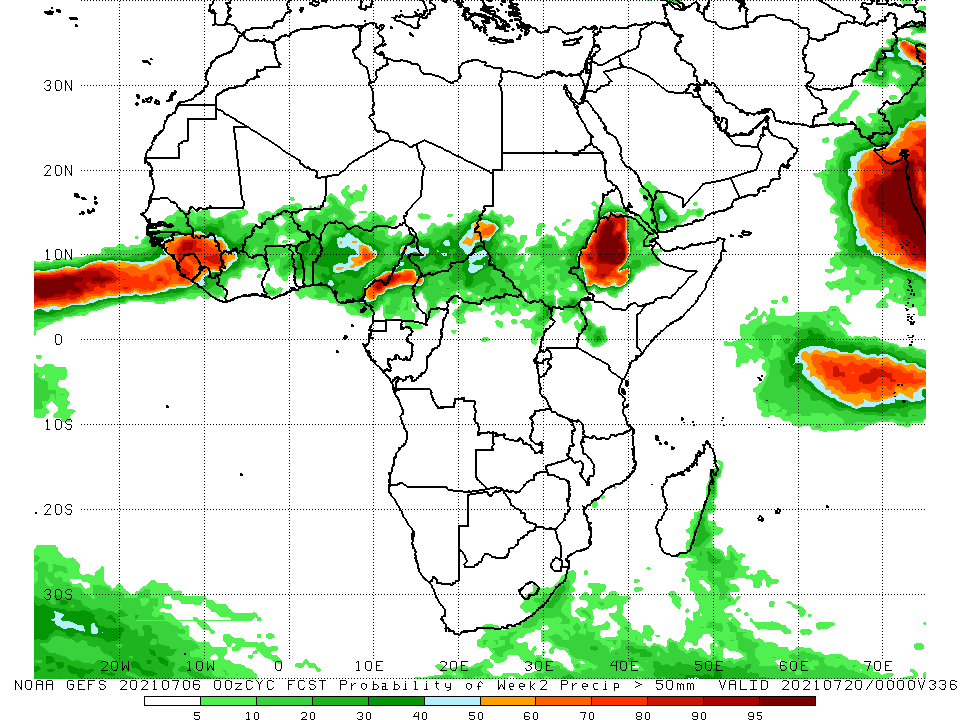 30N
20N
10N
0
10S
20S
30S
20W 10W 0 10E 20E 30E 40E 50E 60E 70E
NOAA GEFS 20210706 00zCYC FCST Probability of Week2 Precip > 50mm VALID 20210720/0000V336
5 10 20 30 40 50 60 70 80 90 95